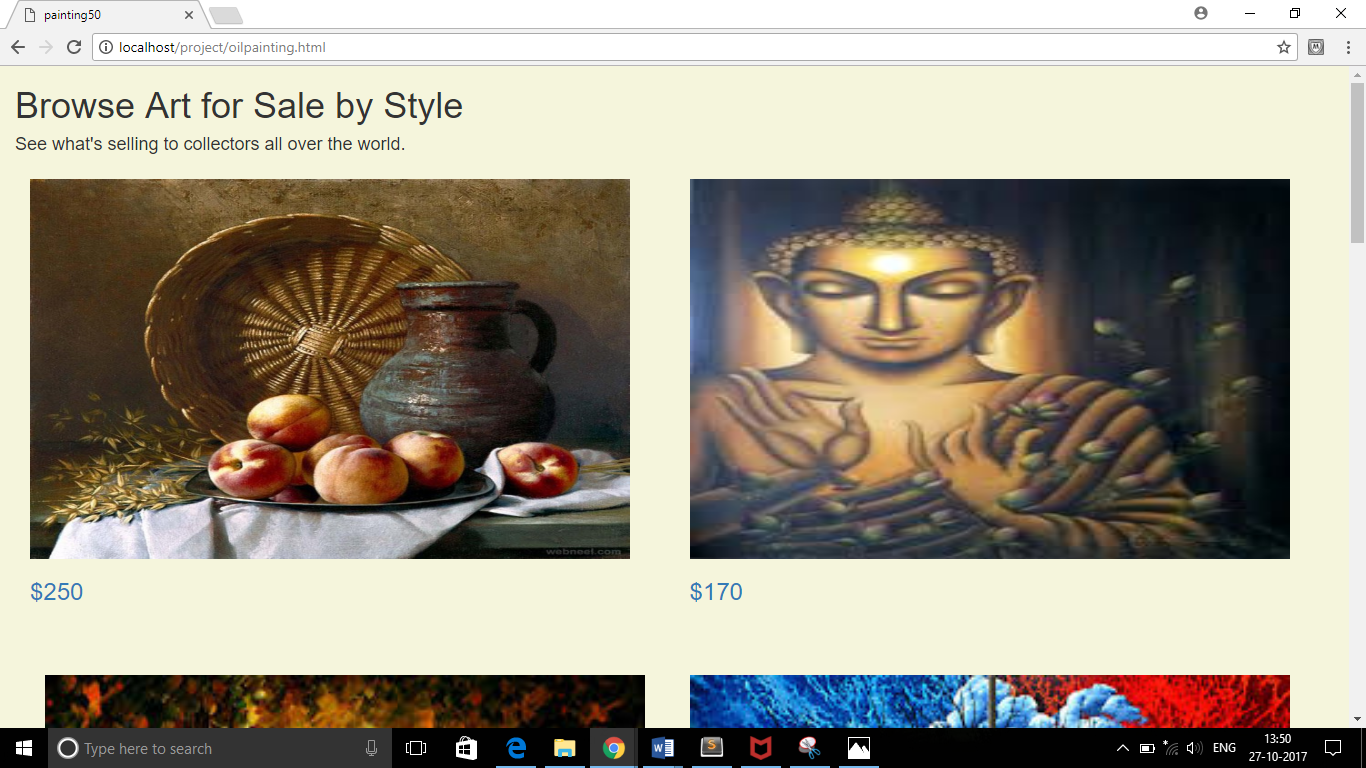 painting50
localhost/project/oilpainting.html
Browse Art for Sale by Style
See what's selling to collectors all over the world.
webneel.com
$250
$170
Type here to search
ENG
13:50
27-10-2017